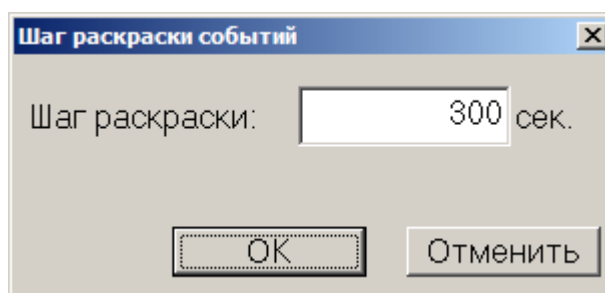 Шаг раскраски событий
Шаг раскраски: 300 сек.
OK Отменить